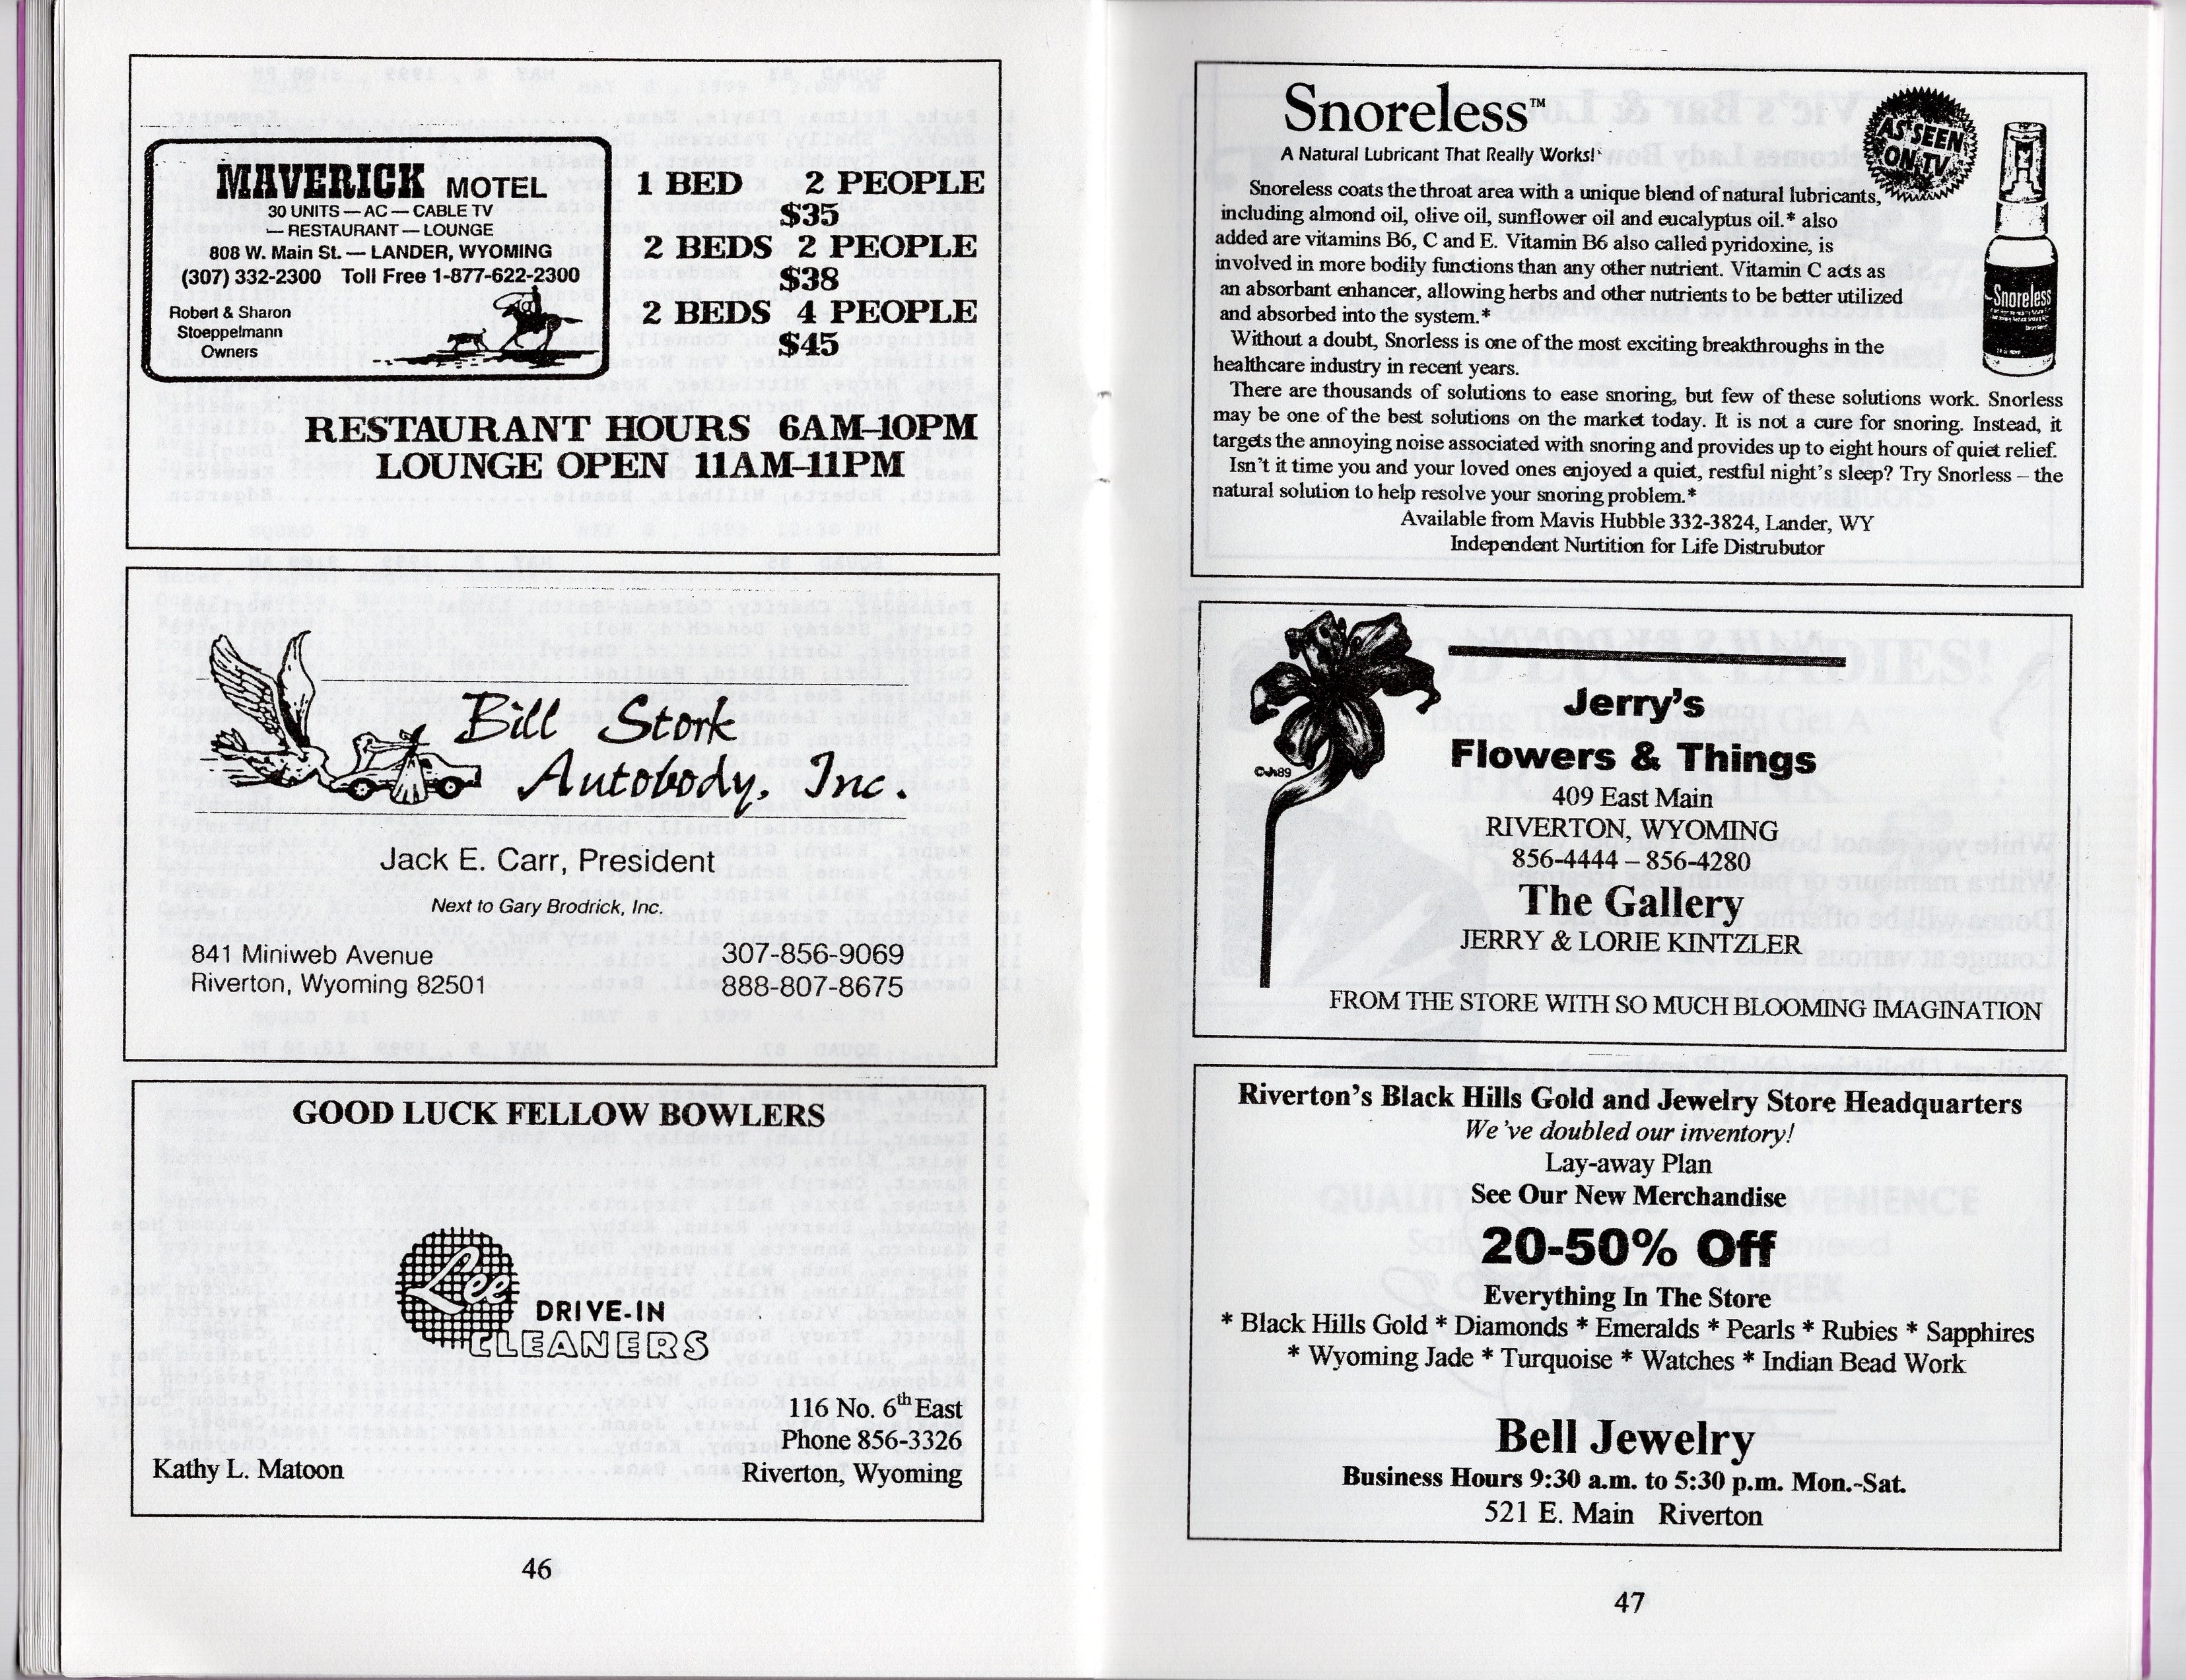 MAVERICK MOTEL
30 UNITS — AC — CABLE TV
— RESTAURANT — LOUNGE
808 W. Main St. — LANDER, WYOMING
(307) 332-2300 Toll Free 1-877-622-2300
Robert & Sharon
Stoeppelmann
Owners
1 BED 2 PEOPLE
$35
2 BEDS 2 PEOPLE
$38
2 BEDS 4 PEOPLE
$45
RESTAURANT HOURS 6AM–10PM
LOUNGE OPEN 11AM–11PM
Bill Stork
Autobody, Inc.
Jack E. Carr, President
Next to Gary Brodrick, Inc.
841 Miniweb Avenue 307-856-9069
Riverton, Wyoming 82501 888-807-8675
GOOD LUCK FELLOW BOWLERS
Lee
DRIVE-IN
CLEANERS
116 No. 6th East
Phone 856-3326
Kathy L. Matoon Riverton, Wyoming
46
Snoreless™
A Natural Lubricant That Really Works!
AS SEEN
ON TV
Snoreless
Snoreless coats the throat area with a unique blend of natural lubricants,
including almond oil, olive oil, sunflower oil and eucalyptus oil.* also
added are vitamins B6, C and E. Vitamin B6 also called pyridoxine, is
involved in more bodily functions than any other nutrient. Vitamin C acts as
an absorbant enhancer, allowing herbs and other nutrients to be better utilized
and absorbed into the system.*
Without a doubt, Snorless is one of the most exciting breakthroughs in the
healthcare industry in recent years.
There are thousands of solutions to ease snoring, but few of these solutions work. Snorless
may be one of the best solutions on the market today. It is not a cure for snoring. Instead, it
targets the annoying noise associated with snoring and provides up to eight hours of quiet relief.
Isn't it time you and your loved ones enjoyed a quiet, restful night's sleep? Try Snorless – the
natural solution to help resolve your snoring problem.*
Available from Mavis Hubble 332-3824, Lander, WY
Independent Nurtition for Life Distrubutor
Jerry's
Flowers & Things
409 East Main
RIVERTON, WYOMING
856-4444 – 856-4280
The Gallery
JERRY & LORIE KINTZLER
FROM THE STORE WITH SO MUCH BLOOMING IMAGINATION
Riverton's Black Hills Gold and Jewelry Store Headquarters
We've doubled our inventory!
Lay-away Plan
See Our New Merchandise
20-50% Off
Everything In The Store
* Black Hills Gold * Diamonds * Emeralds * Pearls * Rubies * Sapphires
* Wyoming Jade * Turquoise * Watches * Indian Bead Work
Bell Jewelry
Business Hours 9:30 a.m. to 5:30 p.m. Mon.-Sat.
521 E. Main Riverton
47